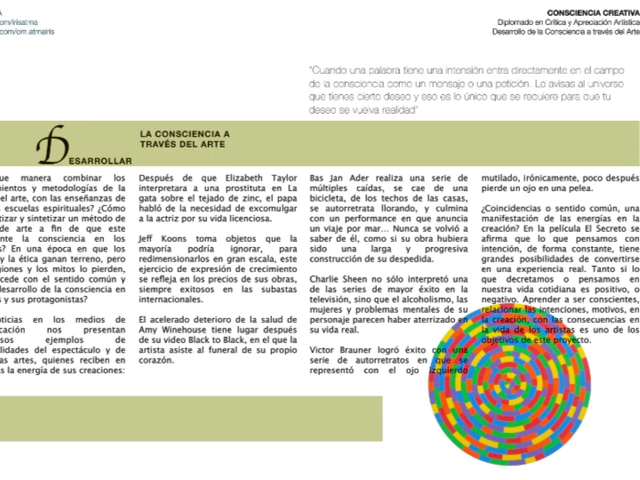 A
om/irisatma
com/om.atmairis
CONSCIENCIA CREATIVA
Diplomado en Crítica y Apreciación Artística
Desarrollo de la Consciencia a través del Arte
"Cuando una palabra tiene una intensión entra directamente en el campo
de la consciencia como un mensaje o una petición. Le avisas al universo
que tienes cierto deseo y eso es lo único que se requiere para que tu
deseo se vuelva realidad"
DESARROLLAR
LA CONSCIENCIA A
TRAVÉS DEL ARTE
ue manera combinar los
mientos y metodologías de la
el arte, con las enseñanzas de
s escuelas espirituales? ¿Cómo
tizar y sintetizar un método de
de arte a fin de que este
nte la consciencia en los
s? En una época en que los
y la ética ganan terreno, pero
giones y los mitos lo pierden,
cede con el sentido común y
desarrollo de la consciencia en
s y sus protagonistas?
oticias en los medios de
cación nos presentan
sos ejemplos de
lidades del espectáculo y de
as artes, quienes reciben en
s la energía de sus creaciones:
Después de que Elizabeth Taylor
interpretara a una prostituta en La
gata sobre el tejado de zinc, el papa
habló de la necesidad de excomulgar
a la actriz por su vida licenciosa.
Jeff Koons toma objetos que la
mayoría podría ignorar, para
redimensionarlos en gran escala, este
ejercicio de expresión de crecimiento
se refleja en los precios de sus obras,
siempre exitosos en las subastas
internacionales.
El acelerado deterioro de la salud de
Amy Winehouse tiene lugar después
de su video Black to Black, en el que la
artista asiste al funeral de su propio
corazón.
Bas Jan Ader realiza una serie de
múltiples caídas, se cae de una
bicicleta, de los techos de las casas,
se autorretrata llorando, y culmina
con un performance en que anuncia
un viaje por mar... Nunca se volvió a
saber de él, como si su obra hubiera
sido una larga y progresiva
construcción de su despedida.
Charlie Sheen no sólo interpretó una
de las series de mayor éxito en la
televisión, sino que el alcoholismo, las
mujeres y problemas mentales de su
personaje parecen haber aterrizado en
su vida real.
Victor Brauner logró éxito con una
serie de autorretratos en que se
representó con el ojo izquierdo
mutilado, irónicamente, poco después
pierde un ojo en una pelea.
¿Coincidencias o sentido común, una
manifestación de las energías en la
creación? En la película El Secreto se
afirma que lo que pensamos con
intención, de forma constante, tiene
grandes posibilidades de convertirse
en una experiencia real. Tanto si lo
que decretamos o pensamos en
nuestra vida cotidiana es positivo, o
negativo. Aprender a ser conscientes,
relacionar las intenciones, motivos, en
la creación, con las consecuencias en
la vida de los artistas es uno de los
objetivos de este proyecto.